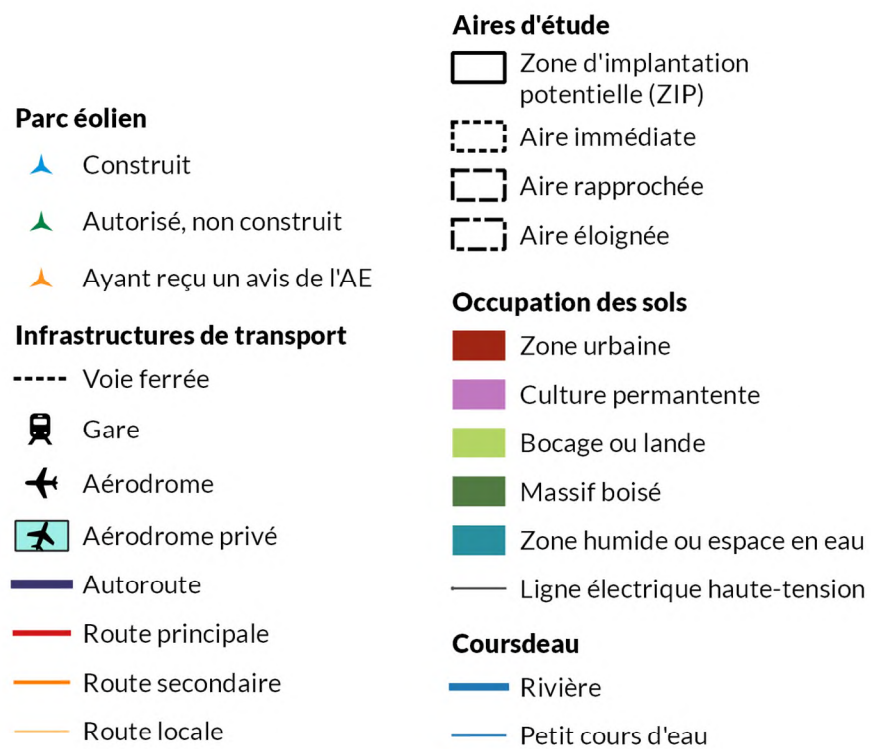 Parc éolien
Construit
Autorisé, non construit
Ayant reçu un avis de l'AE
Infrastructures de transport
Voie ferrée
Gare
Aérodrome
Aérodrome privé
Autoroute
Route principale
Route secondaire
Route locale
Aires d'étude
Zone d'implantation
potentielle (ZIP)
Aire immédiate
Aire rapprochée
Aire éloignée
Occupation des sols
Zone urbaine
Culture permantente
Bocage ou lande
Massif boisé
Zone humide ou espace en eau
Ligne électrique haute-tension
Coursdeau
Rivière
Petit cours d'eau